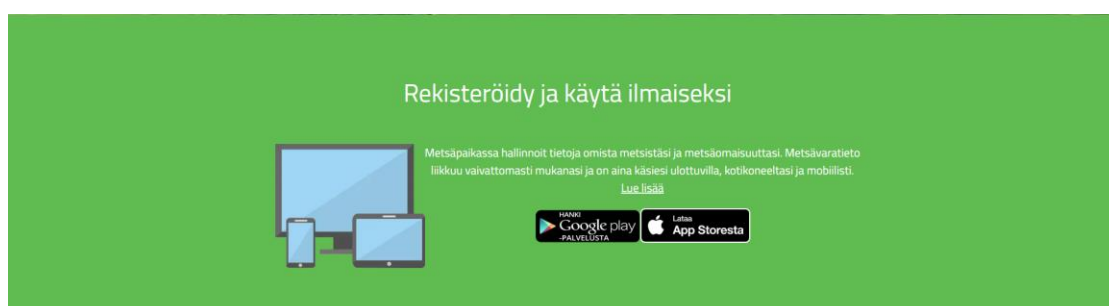 Rekisteröidy ja käytä ilmaiseksi
Metsäpaikassa hallinnoit tietoja omista metsistäsi ja metsäomaisuuttasi. Metsävaratieto
liikkuu vaivattomasti mukanasi ja on aina käsiesi ulottuvilla, kotikoneeltasi ja mobiilisti.
Lue lisää
HANKI
Google play
-PALVELUSTA
Lataa
App Storesta